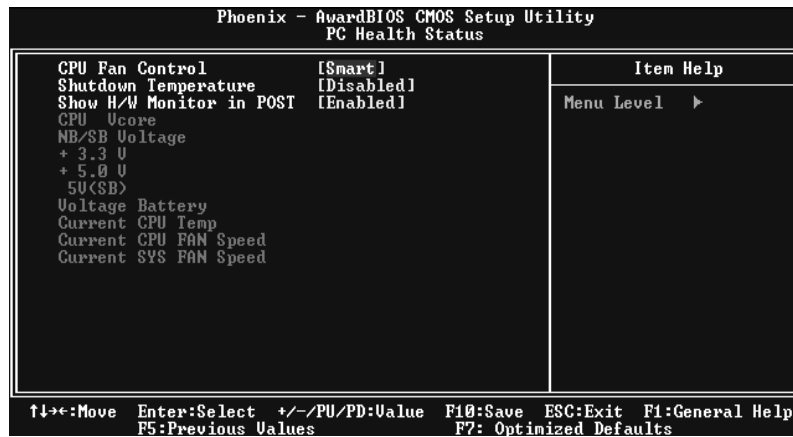 Phoenix - AwardBIOS CMOS Setup Utility
PC Health Status
CPU Fan Control [Smart]
Shutdown Temperature [Disabled]
Show H/W Monitor in POST [Enabled]
CPU Vcore
NB/SB Voltage
+ 3.3 V
+ 5.0 V
5V(SB)
Voltage Battery
Current CPU Temp
Current CPU FAN Speed
Current SYS FAN Speed
Item Help
Menu Level ▶
↑↓→←:Move Enter:Select +/-/PU/PD:Value F10:Save ESC:Exit F1:General Help
F5:Previous Values F7: Optimized Defaults